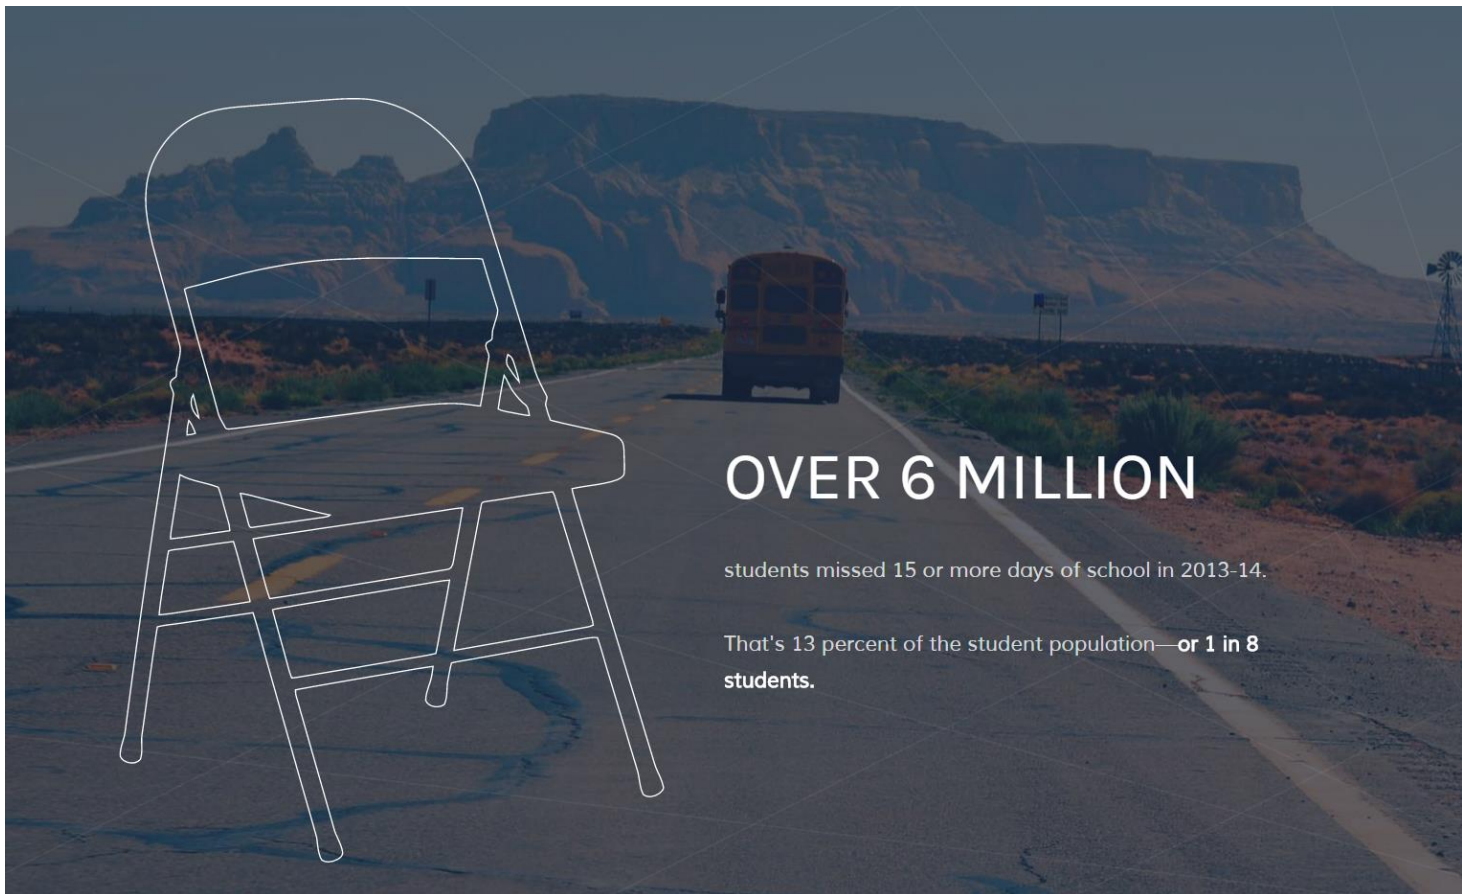 OVER 6 MILLION
students missed 15 or more days of school in 2013-14.
That's 13 percent of the student population—or 1 in 8
students.